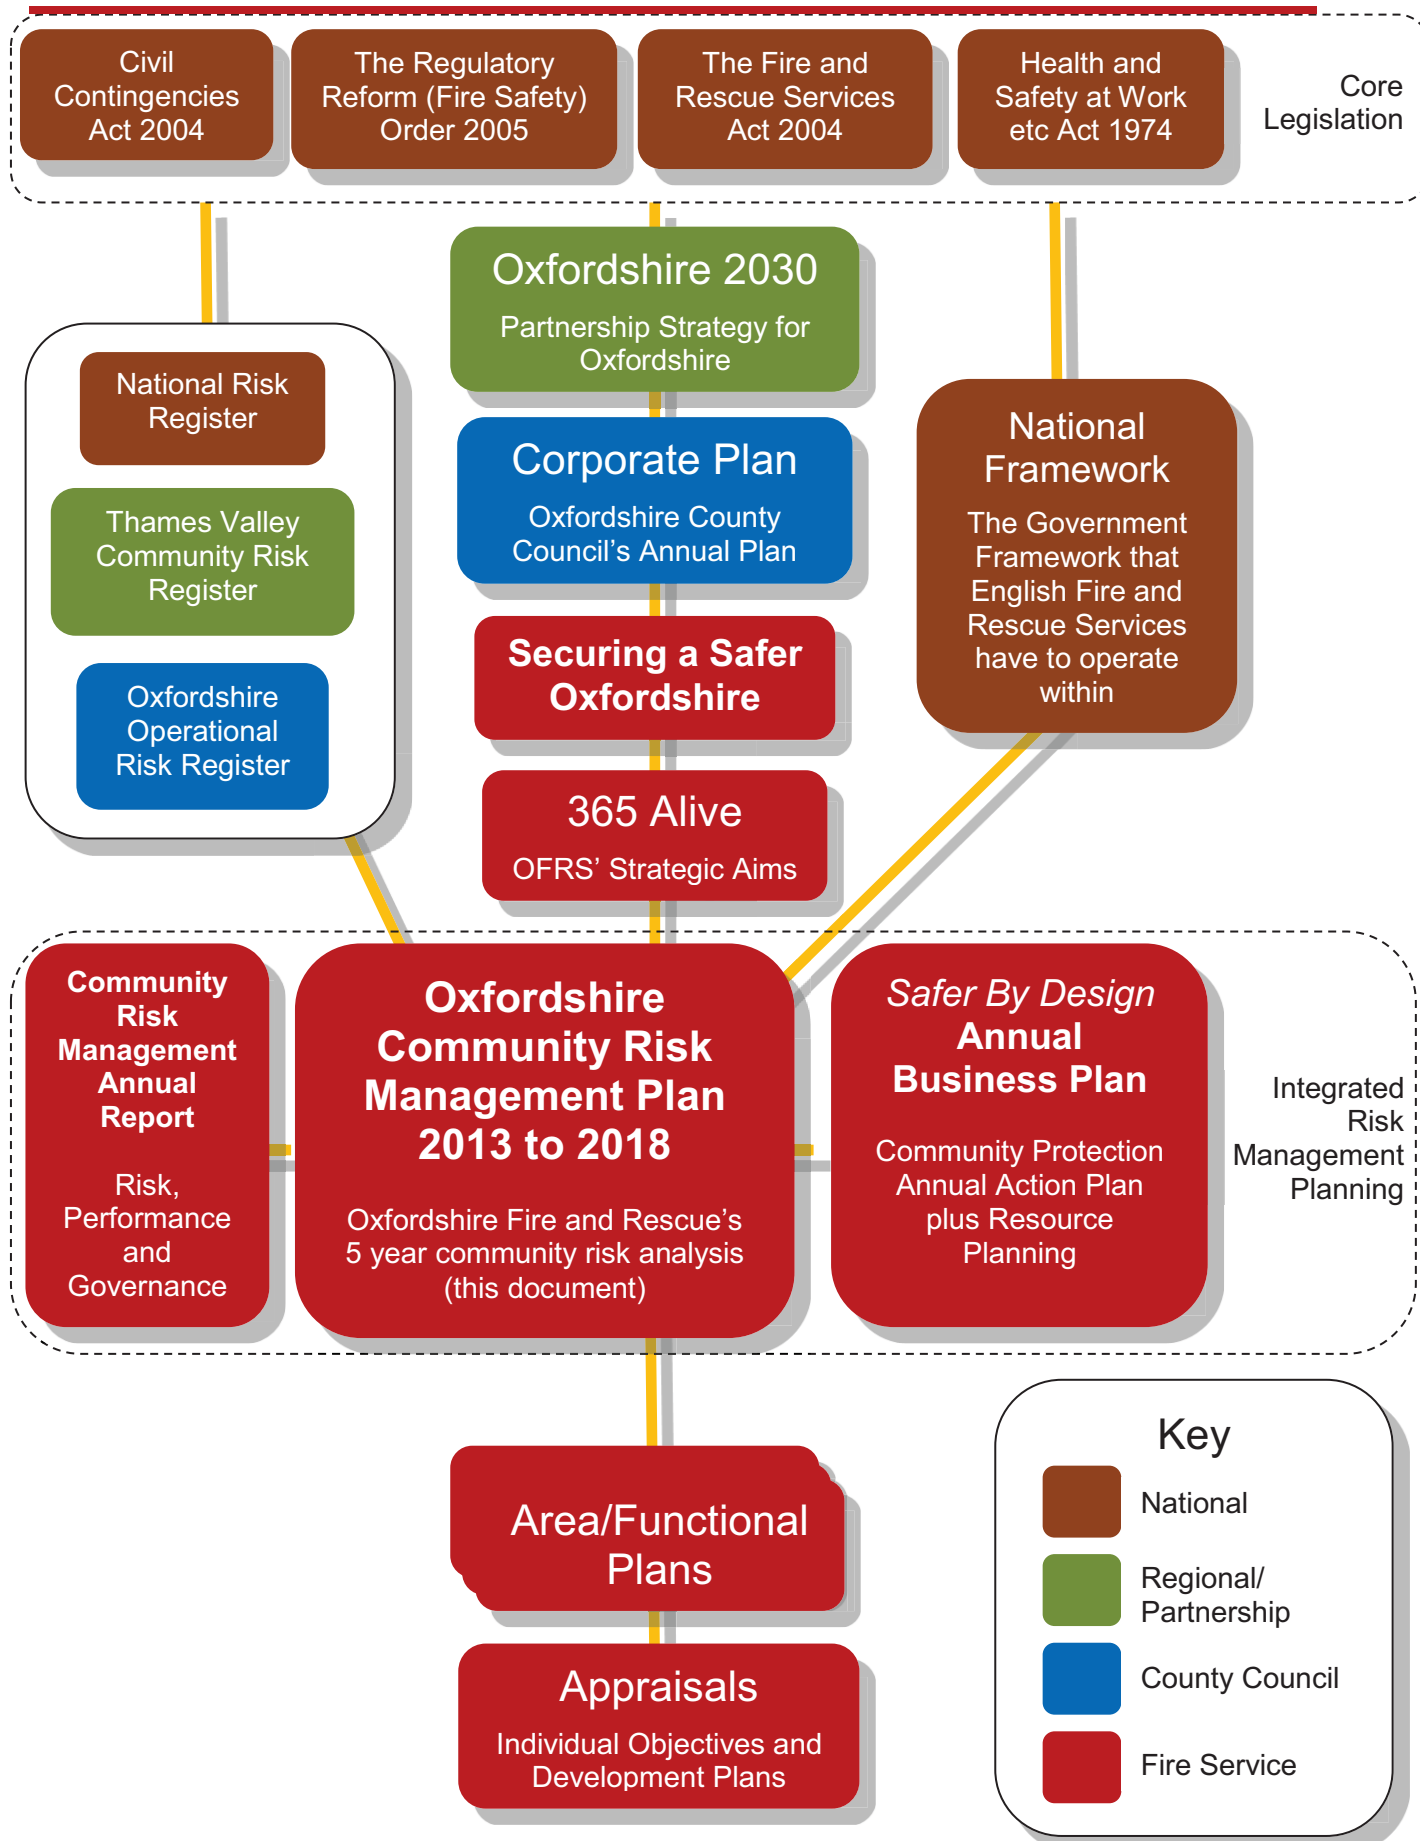 Civil
Contingencies
Act 2004
The Regulatory
Reform (Fire Safety)
Order 2005
The Fire and
Rescue Services
Act 2004
Health and
Safety at Work
etc Act 1974
Core
Legislation
National Risk
Register
Thames Valley
Community Risk
Register
Oxfordshire
Operational
Risk Register
Oxfordshire 2030
Partnership Strategy for
Oxfordshire
Corporate Plan
Oxfordshire County
Council’s Annual Plan
Securing a Safer
Oxfordshire
365 Alive
OFRS’ Strategic Aims
National
Framework
The Government
Framework that
English Fire and
Rescue Services
have to operate
within
Community
Risk
Management
Annual
Report
Risk,
Performance
and
Governance
Oxfordshire
Community Risk
Management Plan
2013 to 2018
Oxfordshire Fire and Rescue’s
5 year community risk analysis
(this document)
Safer By Design
Annual
Business Plan
Community Protection
Annual Action Plan
plus Resource
Planning
Integrated
Risk
Management
Planning
Area/Functional
Plans
Appraisals
Individual Objectives and
Development Plans
Key
National
Regional/
Partnership
County Council
Fire Service